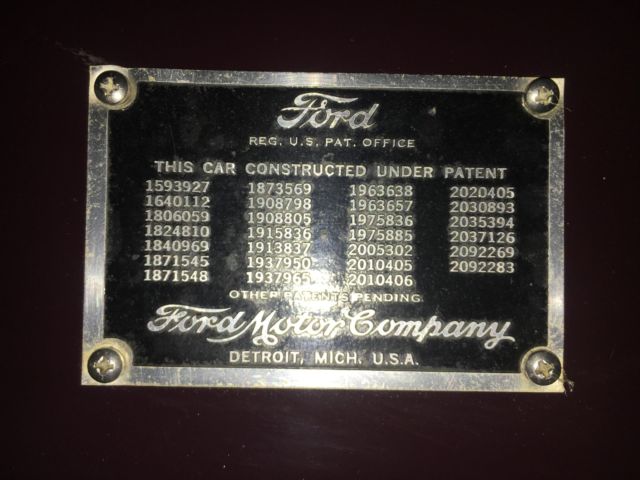 Ford
REG. U.S. PAT. OFFICE
THIS CAR CONSTRUCTED UNDER PATENT
1593927 1873569 1963638 2020405
1640112 1908798 1963657 2030893
1806059 1908805 1975836 2035394
1824810 1915836 1975885 2037126
1840969 1913837 2005302 2092269
1871545 1937950 2010405 2092283
1871548 1937965 2010406
OTHER PATENTS PENDING.
Ford Motor Company
DETROIT, MICH. U.S.A.